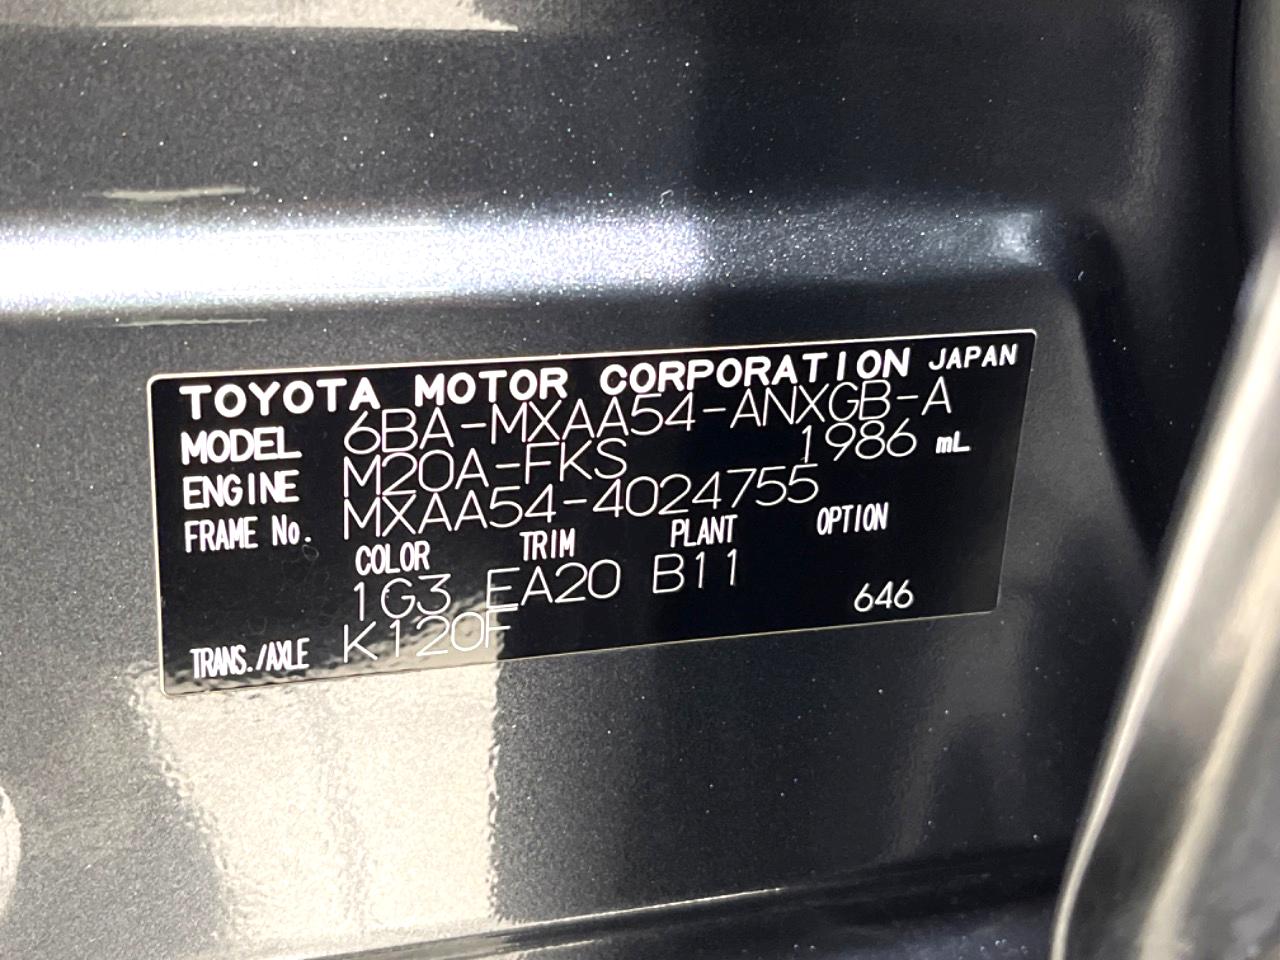 TOYOTA MOTOR CORPORATION JAPAN
MODEL 6BA-MXAA54-ANXGB-A
ENGINE M20A-FKS 1986 mL
FRAME No. MXAA54-4024755
COLOR TRIM PLANT OPTION
1G3 EA20 B11
646
TRANS./AXLE K120F